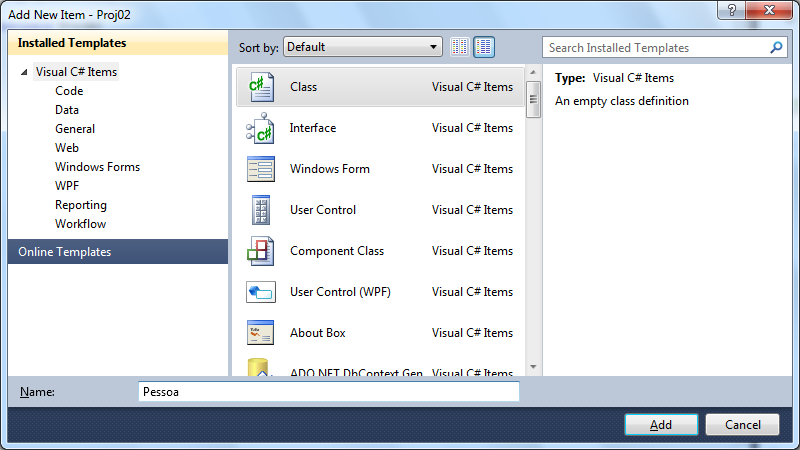 Add New Item - Proj02
Installed Templates
Visual C# Items
Code
Data
General
Web
Windows Forms
WPF
Reporting
Workflow
Online Templates
Sort by: Default
Search Installed Templates
Class Visual C# Items
Interface Visual C# Items
Windows Form Visual C# Items
User Control Visual C# Items
Component Class Visual C# Items
User Control (WPF) Visual C# Items
About Box Visual C# Items
ADO.NET DbContext Gen Visual C# Items
Type: Visual C# Items
An empty class definition
Name: Pessoa
Add Cancel